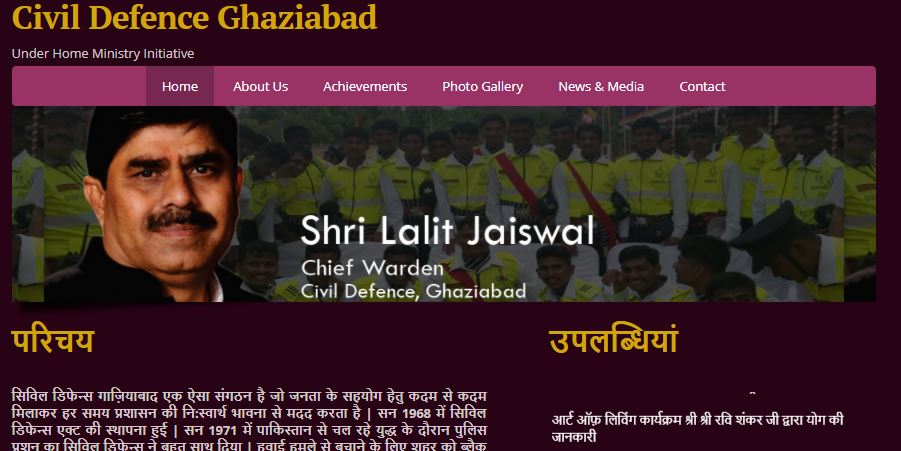 Civil Defence Ghaziabad
Under Home Ministry Initiative
Home About Us Achievements Photo Gallery News & Media Contact
Shri Lalit Jaiswal
Chief Warden
Civil Defence, Ghaziabad
परिचय
सिविल डिफेन्स गाज़ियाबाद एक ऐसा संगठन है जो जनता के सहयोग हेतु कदम से कदम
मिलाकर हर समय प्रशासन की नि:स्वार्थ भावना से मदद करता है | सन 1968 में सिविल
डिफेन्स एक्ट की स्थापना हुई | सन 1971 में पाकिस्तान से चल रहे युद्ध के दौरान पुलिस
प्रशन का सिविल डिफेन्स ने बहुत साथ दिया | हवाई हमले से बचाने के लिए शहर को ब्लैक
उपलब्धियां
आर्ट ऑफ़ लिविंग कार्यक्रम श्री श्री रवि शंकर जी द्वारा योग की
जानकारी